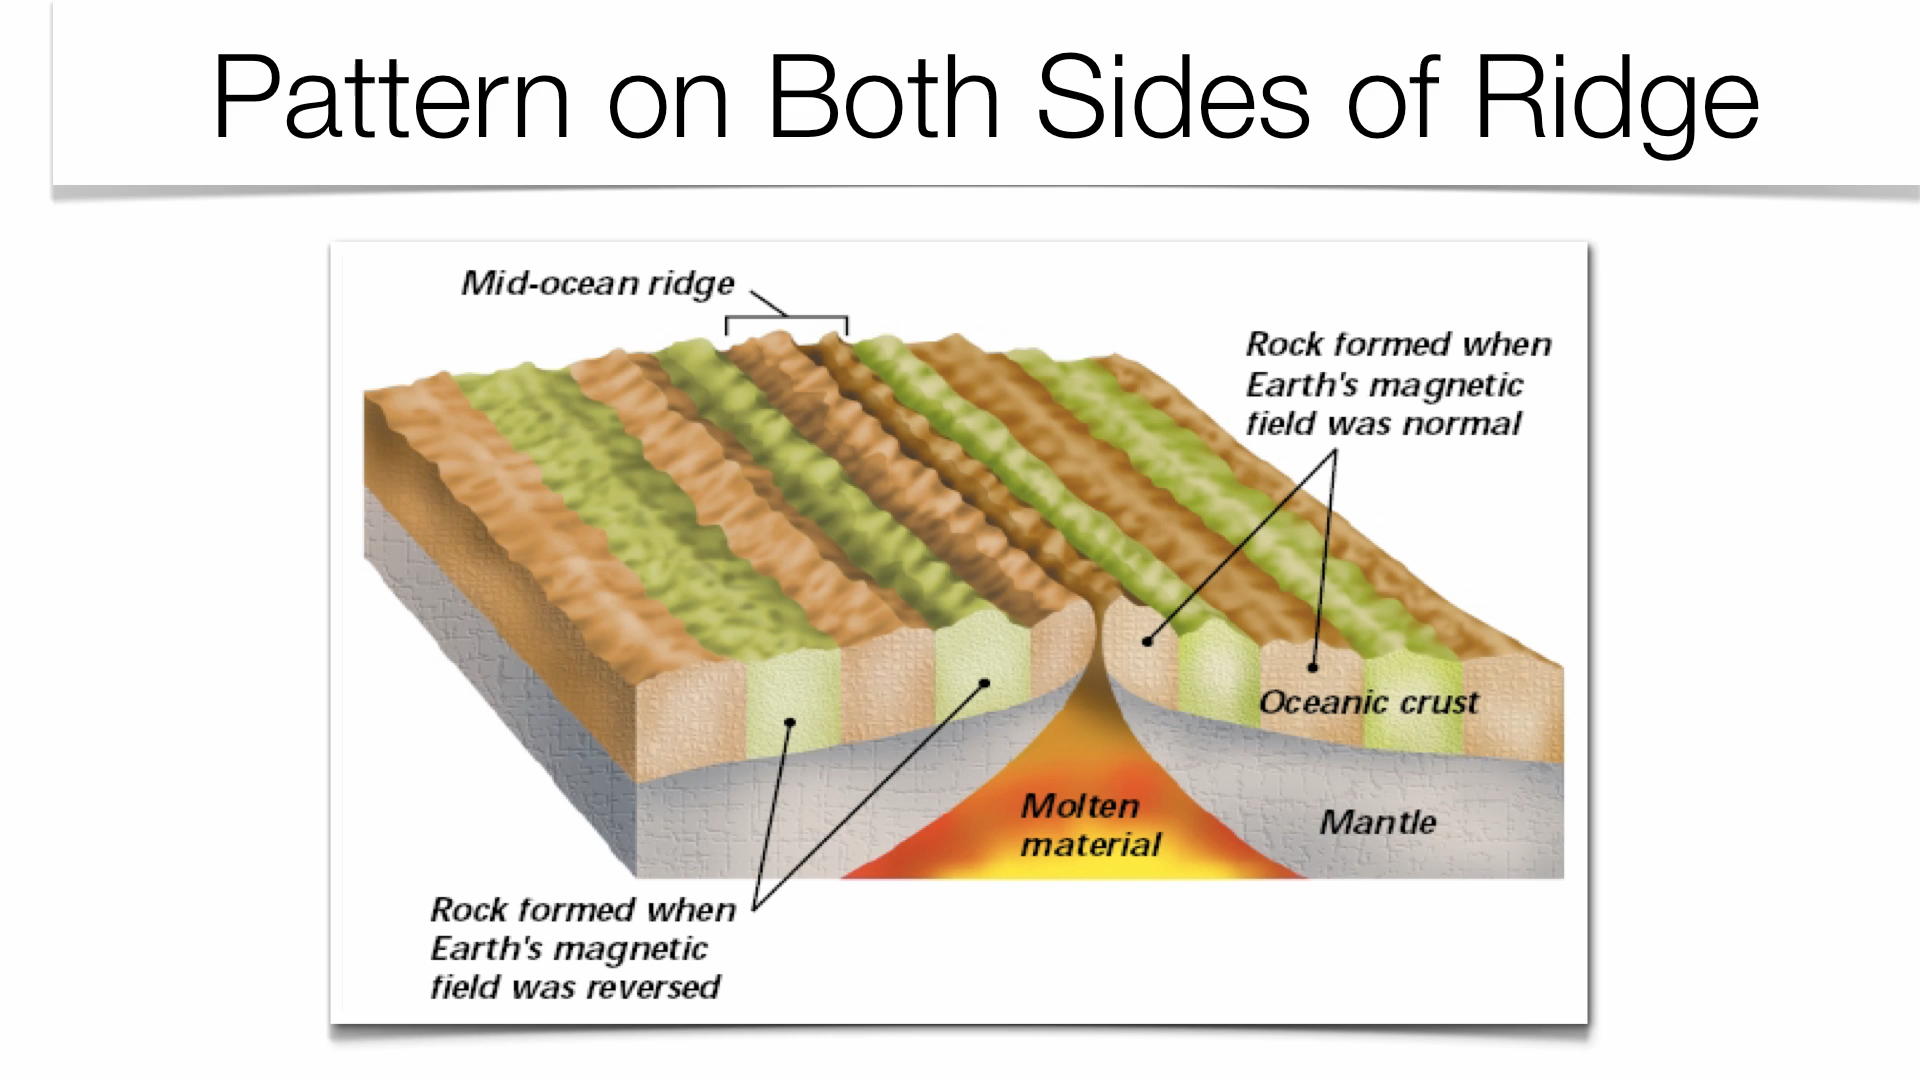 Pattern on Both Sides of Ridge
Mid-ocean ridge
Rock formed when
Earth's magnetic
field was normal
Oceanic crust
Molten
material
Mantle
Rock formed when
Earth's magnetic
field was reversed